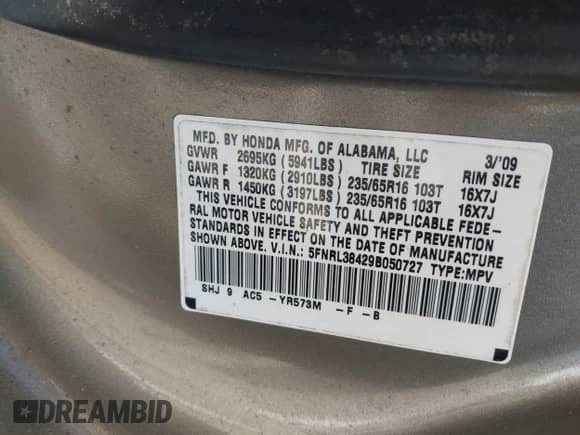 MFD. BY HONDA MFG. OF ALABAMA, LLC 3/'09
GVWR 2695KG (5941LBS) TIRE SIZE RIM SIZE
GAWR F 1320KG (2910LBS) 235/65R16 103T 16X7J
GAWR R 1450KG (3197LBS) 235/65R16 103T 16X7J
THIS VEHICLE CONFORMS TO ALL APPLICABLE FEDE-
RAL MOTOR VEHICLE SAFETY AND THEFT PREVENTION
STANDARDS IN EFFECT ON THE DATE OF MANUFACTURE
SHOWN ABOVE. V.I.N.: 5FNRL38429B050727 TYPE:MPV
SHJ 9 AC5 -YR573M -F -B
DREAMBID